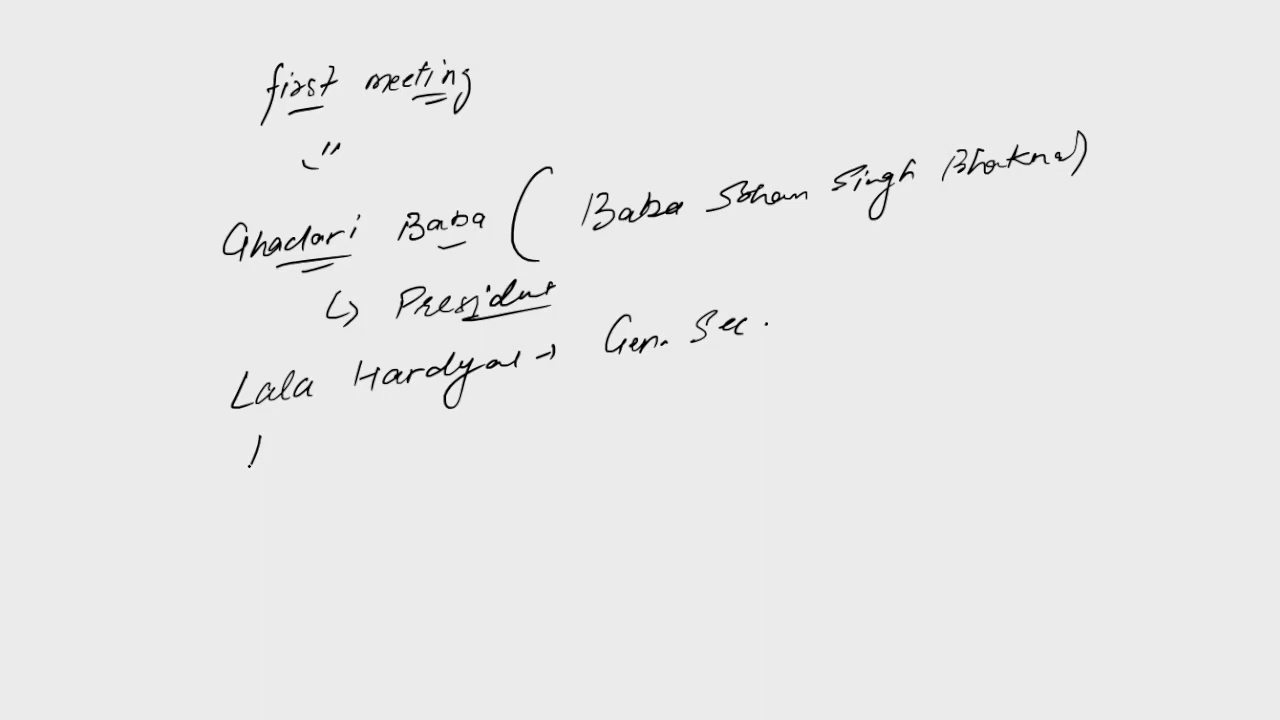 first meeting
"
Ghadari Baba ( Baba Sohan Singh Bhakna)
↳ President
Lala Hardyal → Gen. Sec.